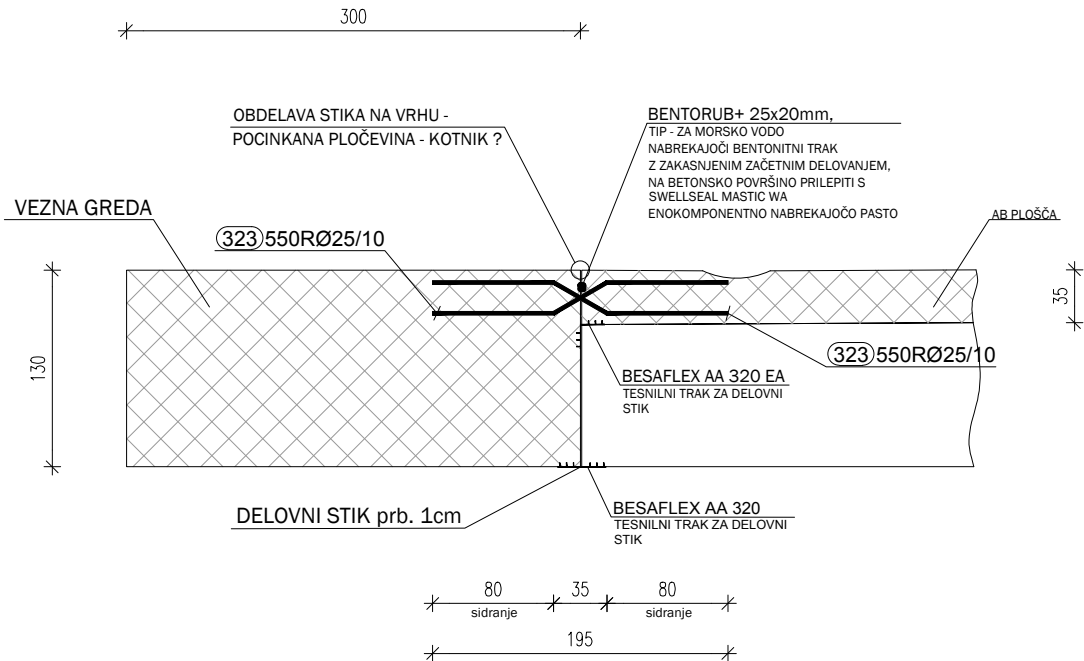 300
OBDELAVA STIKA NA VRHU -
POCINKANA PLOČEVINA - KOTNIK ?
BENTORUB+ 25x20mm,
TIP - ZA MORSKO VODO
NABREKAJOČI BENTONITNI TRAK
Z ZAKASNJENIM ZAČETNIM DELOVANJEM,
NA BETONSKO POVRŠINO PRILEPITI S
SWELLSEAL MASTIC WA
ENOKOMPONENTNO NABREKAJOČO PASTO
VEZNA GREDA
AB PLOŠČA
323 550RØ25/10
35
130
323 550RØ25/10
BESAFLEX AA 320 EA
TESNILNI TRAK ZA DELOVNI
STIK
DELOVNI STIK prb. 1cm
BESAFLEX AA 320
TESNILNI TRAK ZA DELOVNI
STIK
80 35 80
sidranje sidranje
195